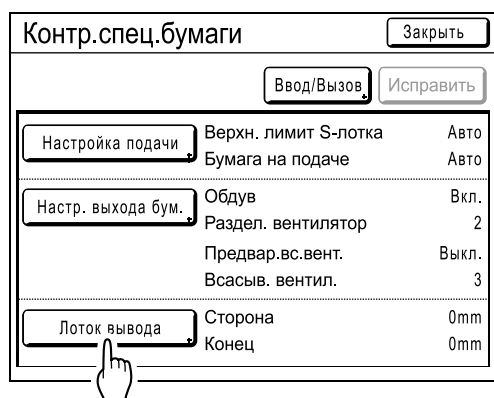 Контр.спец.бумаги Закрыть
Ввод/Вызов Исправить
Настройка подачи Верхн. лимит S-лотка Авто
Бумага на подаче Авто
Настр. выхода бум. Обдув Вкл.
Раздел. вентилятор 2
Предвар.вс.вент. Выкл.
Всасыв. вентил. 3
Лоток вывода Сторона 0mm
Конец 0mm